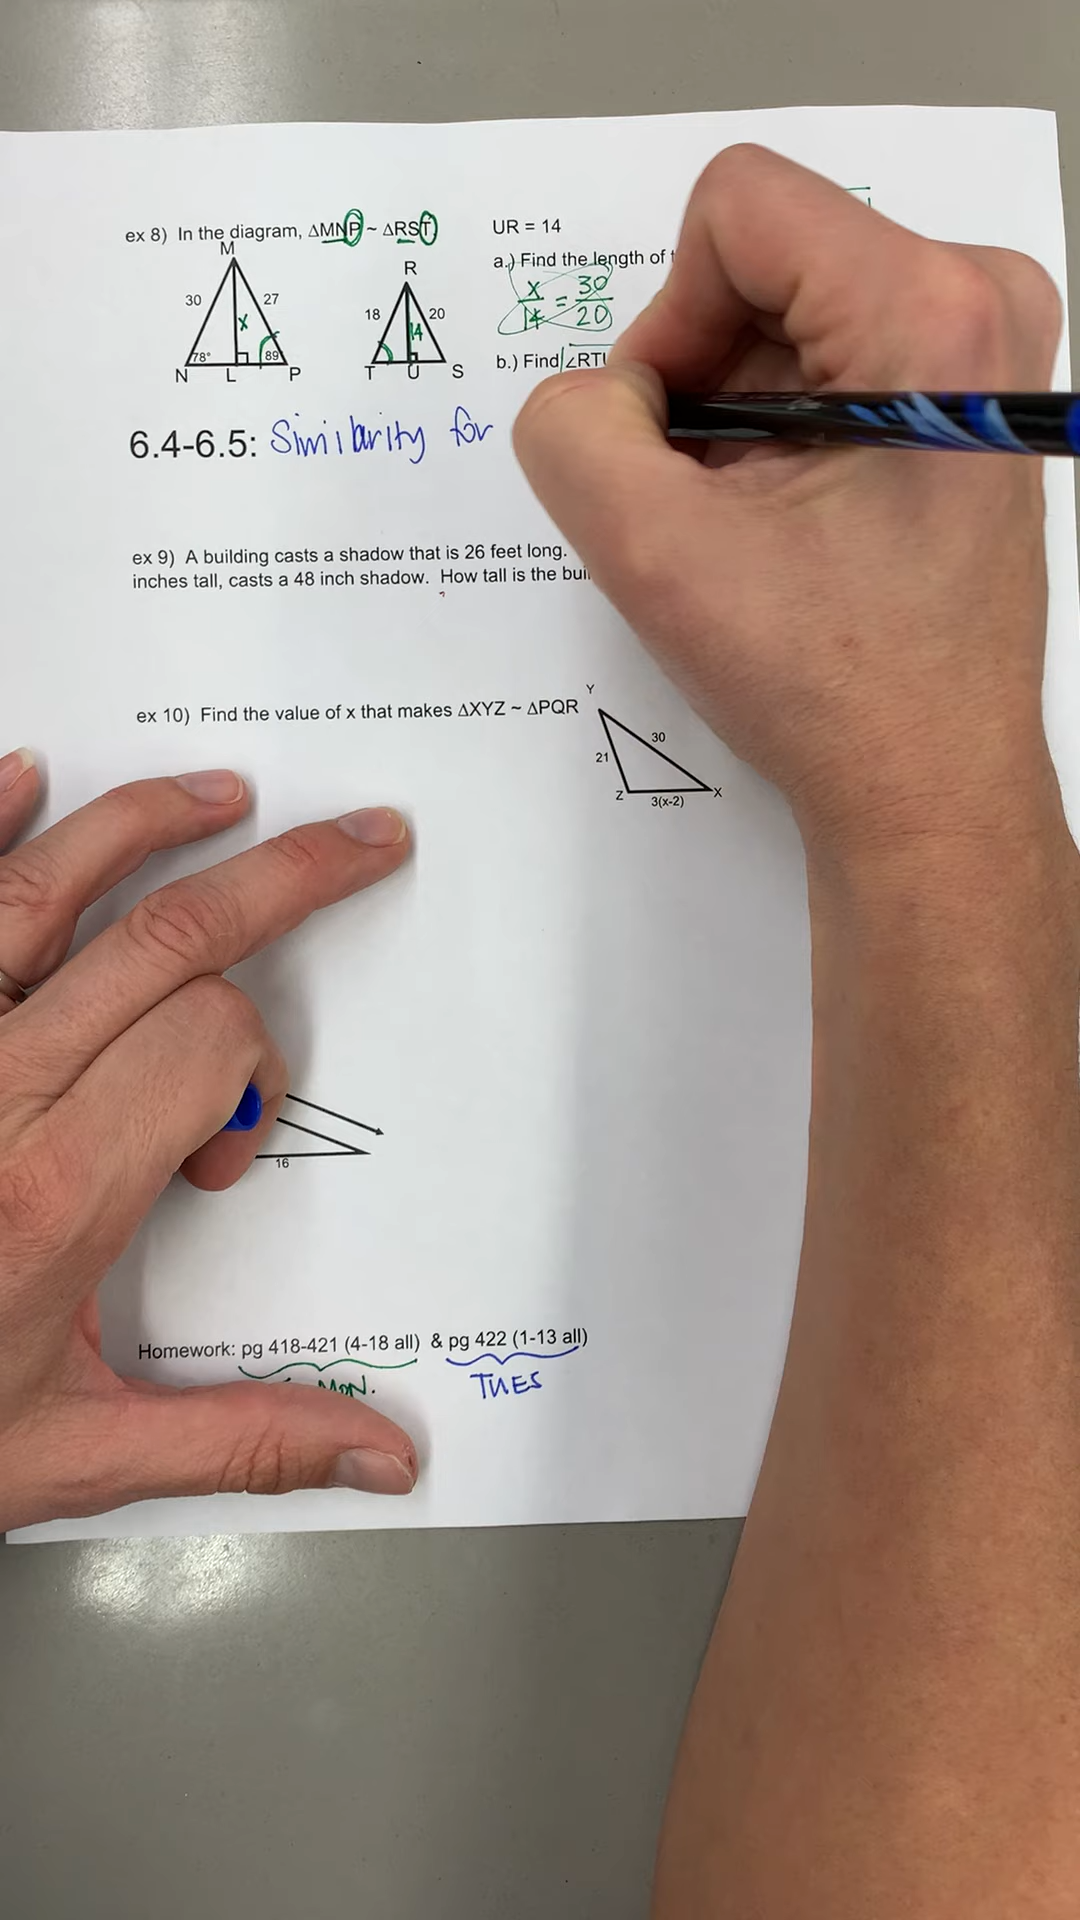 ex 8) In the diagram, ΔMNP ~ ΔRST
UR = 14
a.) Find the length of
x/14 = 30/20
b.) Find ∠RTU
M
30
27
x
78°
89
N
L
P
R
18
20
14
T
U
S
6.4-6.5: Similarity for
ex 9) A building casts a shadow that is 26 feet long.
inches tall, casts a 48 inch shadow. How tall is the
ex 10) Find the value of x that makes ΔXYZ ~ ΔPQR
Y
30
21
Z
X
3(x-2)
16
Homework: pg 418-421 (4-18 all) & pg 422 (1-13 all)
MON.
TUES